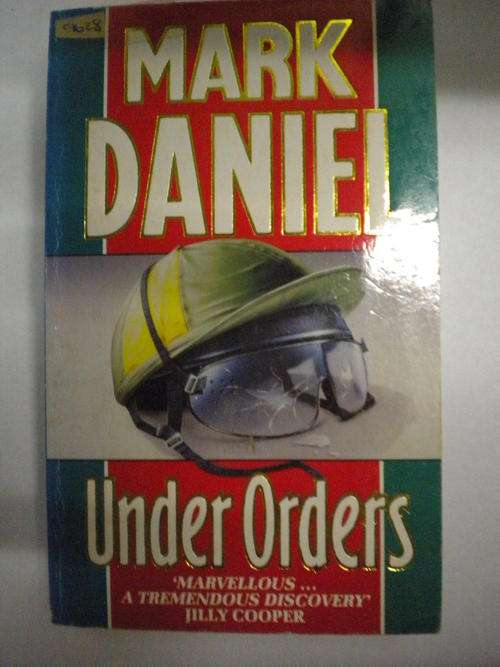 MARK
DANIEL
Under Orders
'MARVELLOUS ...
A TREMENDOUS DISCOVERY'
JILLY COOPER